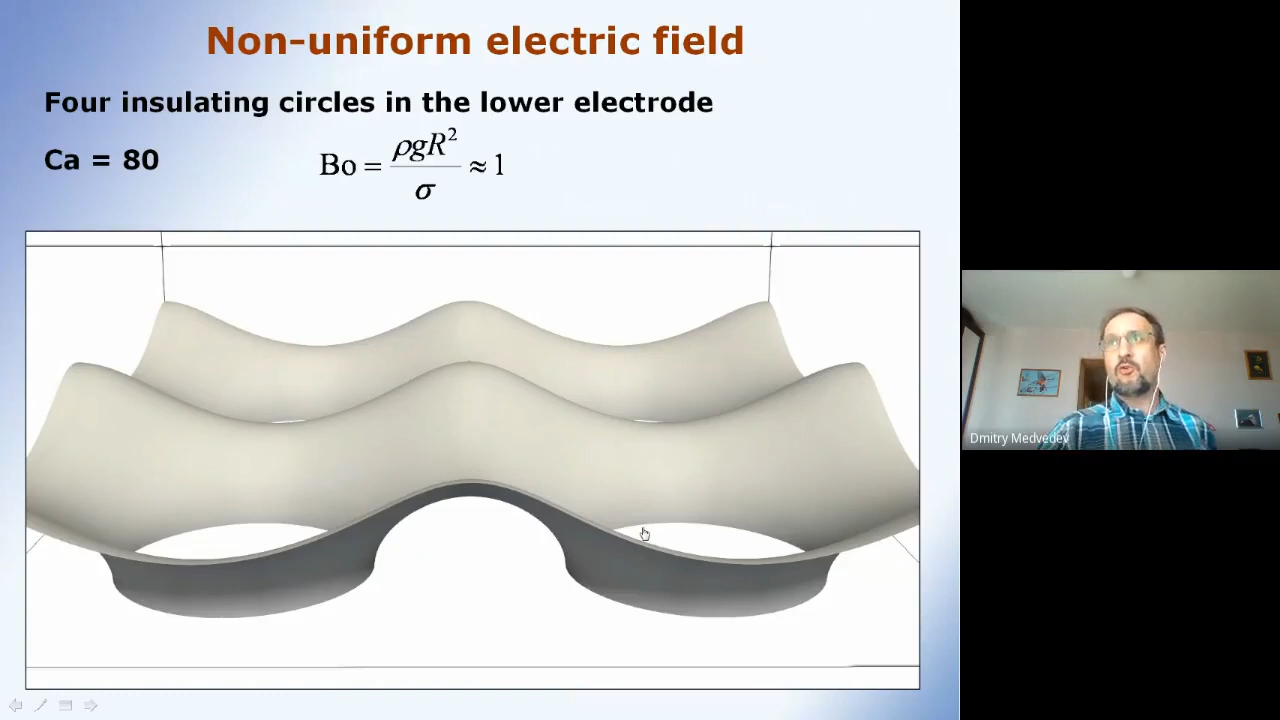 Non-uniform electric field
Four insulating circles in the lower electrode
Ca = 80
Bo = ρgR²/σ ≈ 1
Dmitry Medvedev